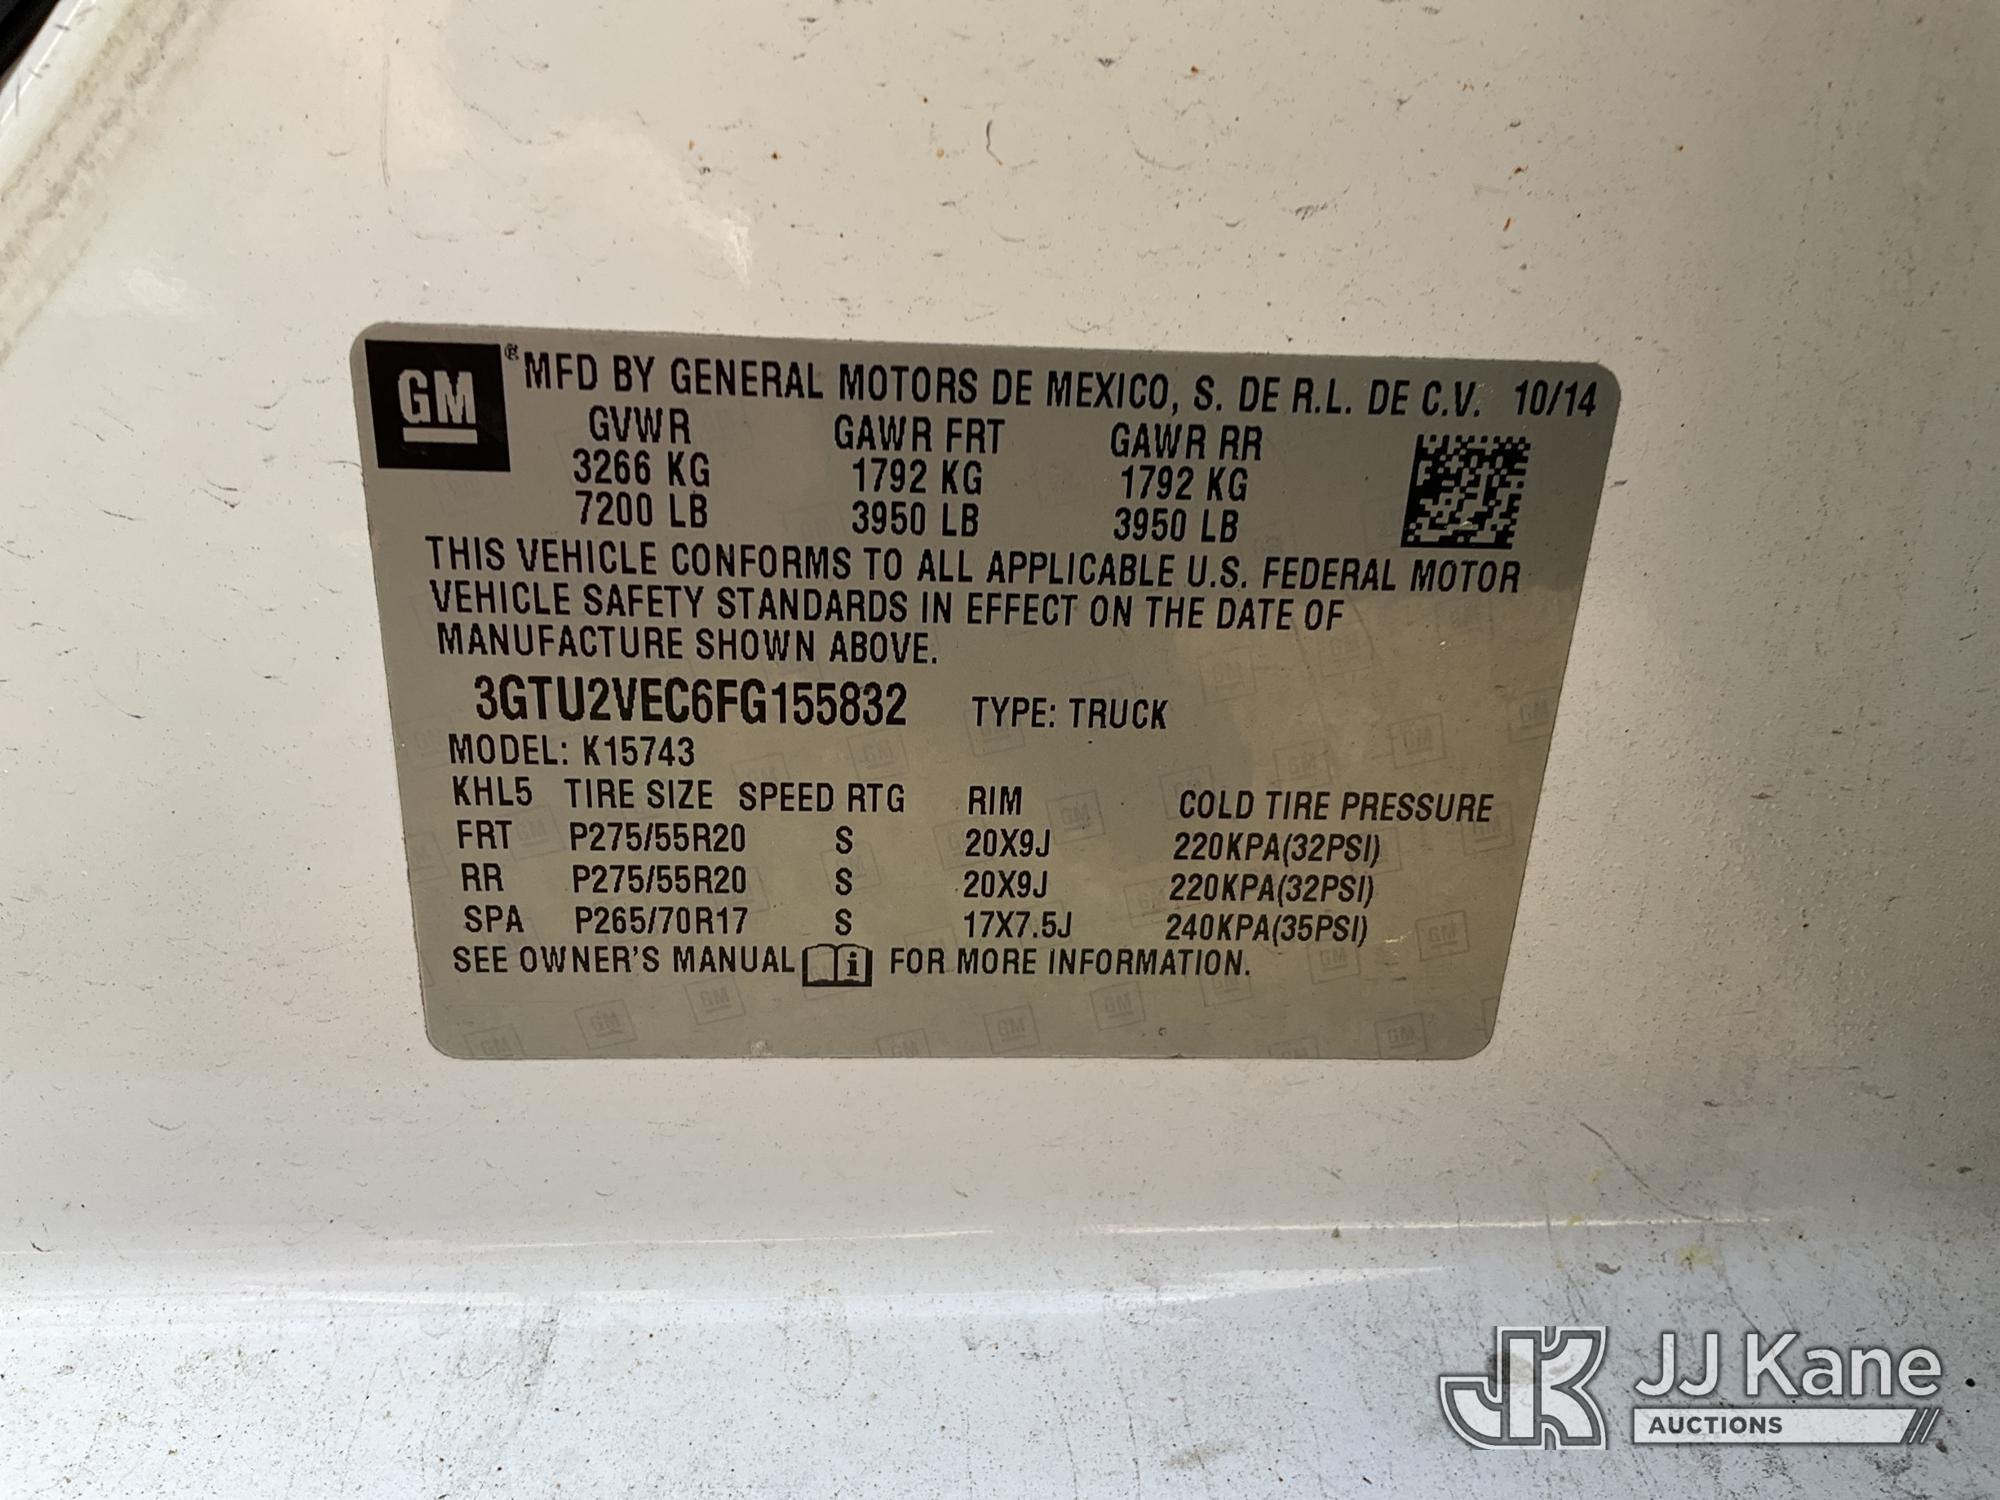 GM ® MFD BY GENERAL MOTORS DE MEXICO, S. DE R.L. DE C.V. 10/14
GVWR GAWR FRT GAWR RR
3266 KG 1792 KG 1792 KG
7200 LB 3950 LB 3950 LB
THIS VEHICLE CONFORMS TO ALL APPLICABLE U.S. FEDERAL MOTOR
VEHICLE SAFETY STANDARDS IN EFFECT ON THE DATE OF
MANUFACTURE SHOWN ABOVE.
3GTU2VEC6FG155832 TYPE: TRUCK
MODEL: K15743
KHL5 TIRE SIZE SPEED RTG RIM COLD TIRE PRESSURE
FRT P275/55R20 S 20X9J 220KPA(32PSI)
RR P275/55R20 S 20X9J 220KPA(32PSI)
SPA P265/70R17 S 17X7.5J 240KPA(35PSI)
SEE OWNER'S MANUAL i FOR MORE INFORMATION.
JK JJ Kane
AUCTIONS